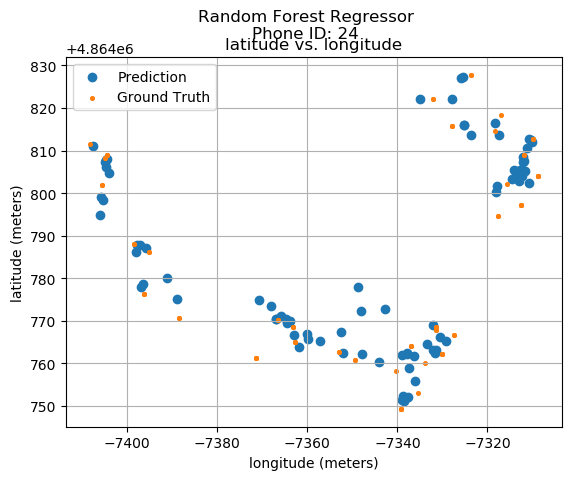 Random Forest Regressor
Phone ID: 24
latitude vs. longitude
+4.864e6
Prediction
Ground Truth
830
820
810
800
790
780
770
760
750
latitude (meters)
−7400
−7380
−7360
−7340
−7320
longitude (meters)